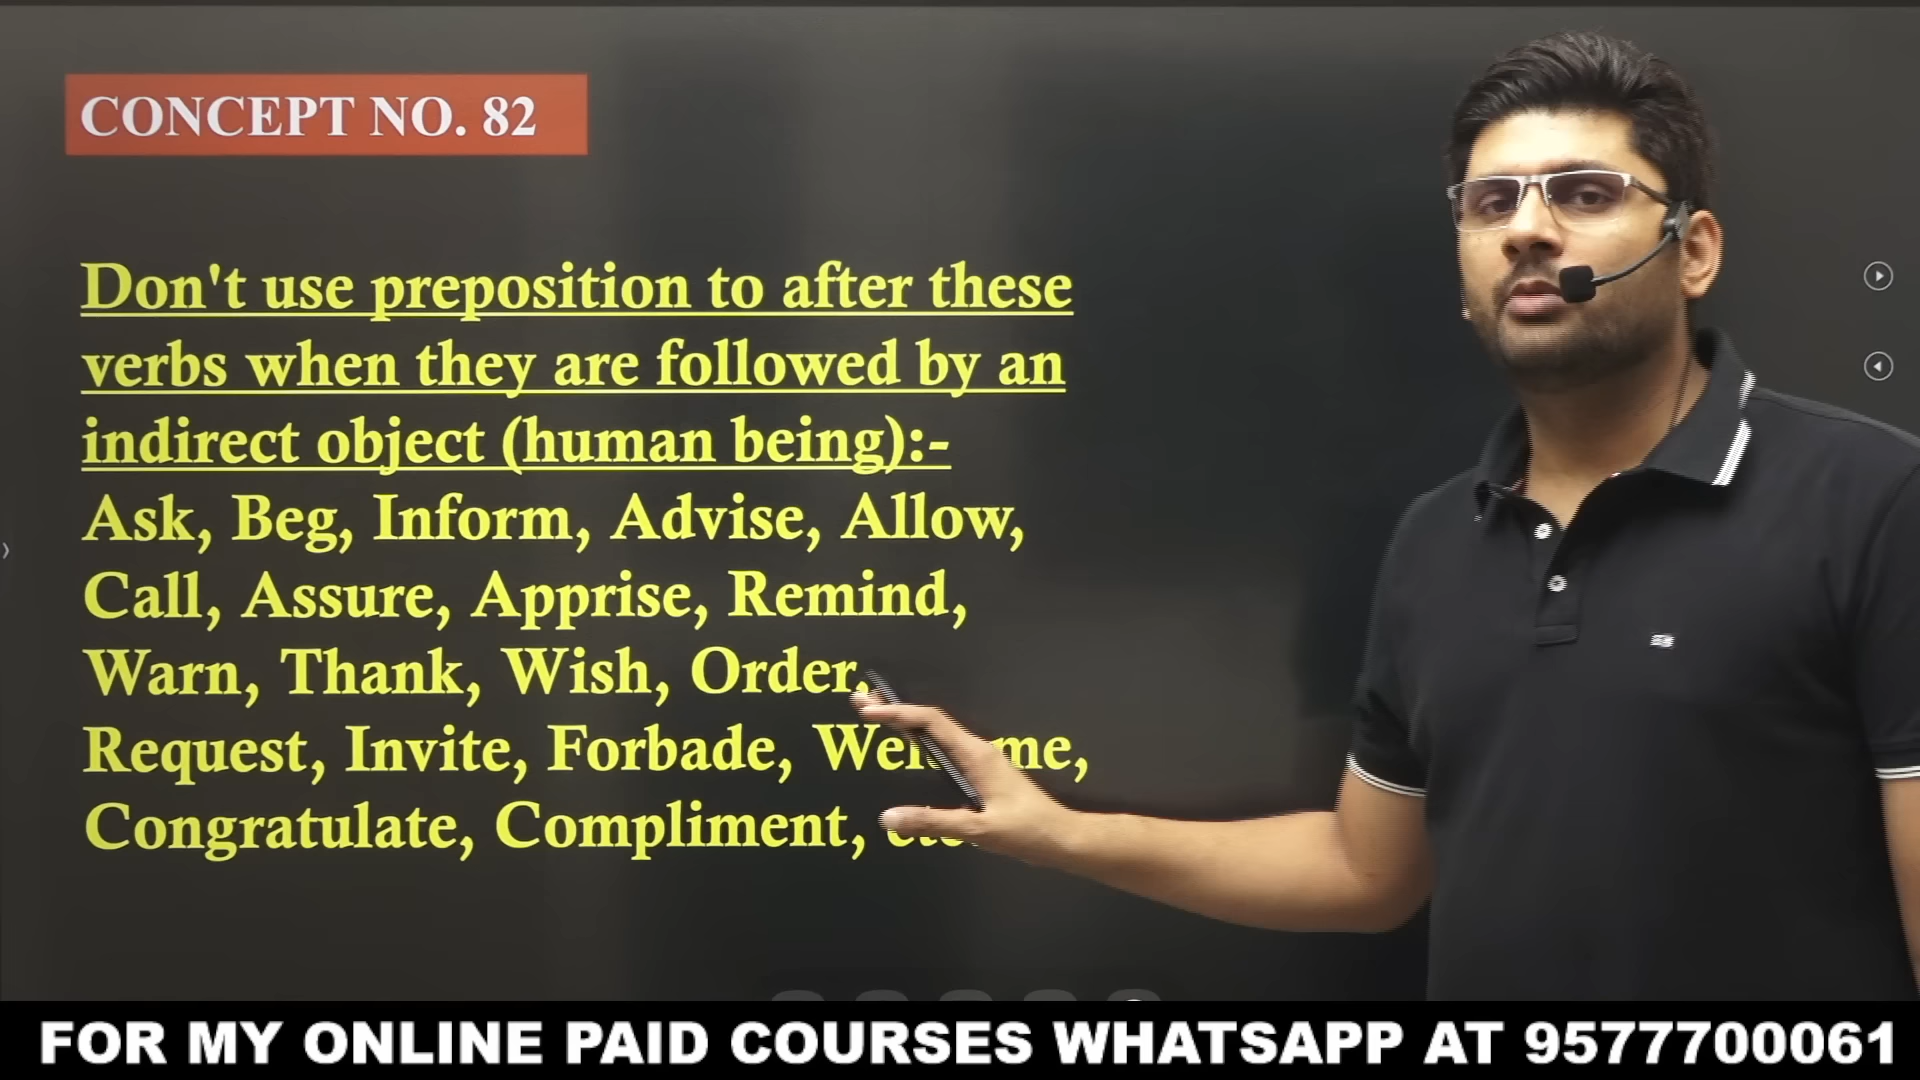 CONCEPT NO. 82
Don't use preposition to after these
verbs when they are followed by an
indirect object (human being):-
Ask, Beg, Inform, Advise, Allow,
Call, Assure, Apprise, Remind,
Warn, Thank, Wish, Order,
Request, Invite, Forbade,
Congratulate, Compliment,
FOR MY ONLINE PAID COURSES WHATSAPP AT 9577700061